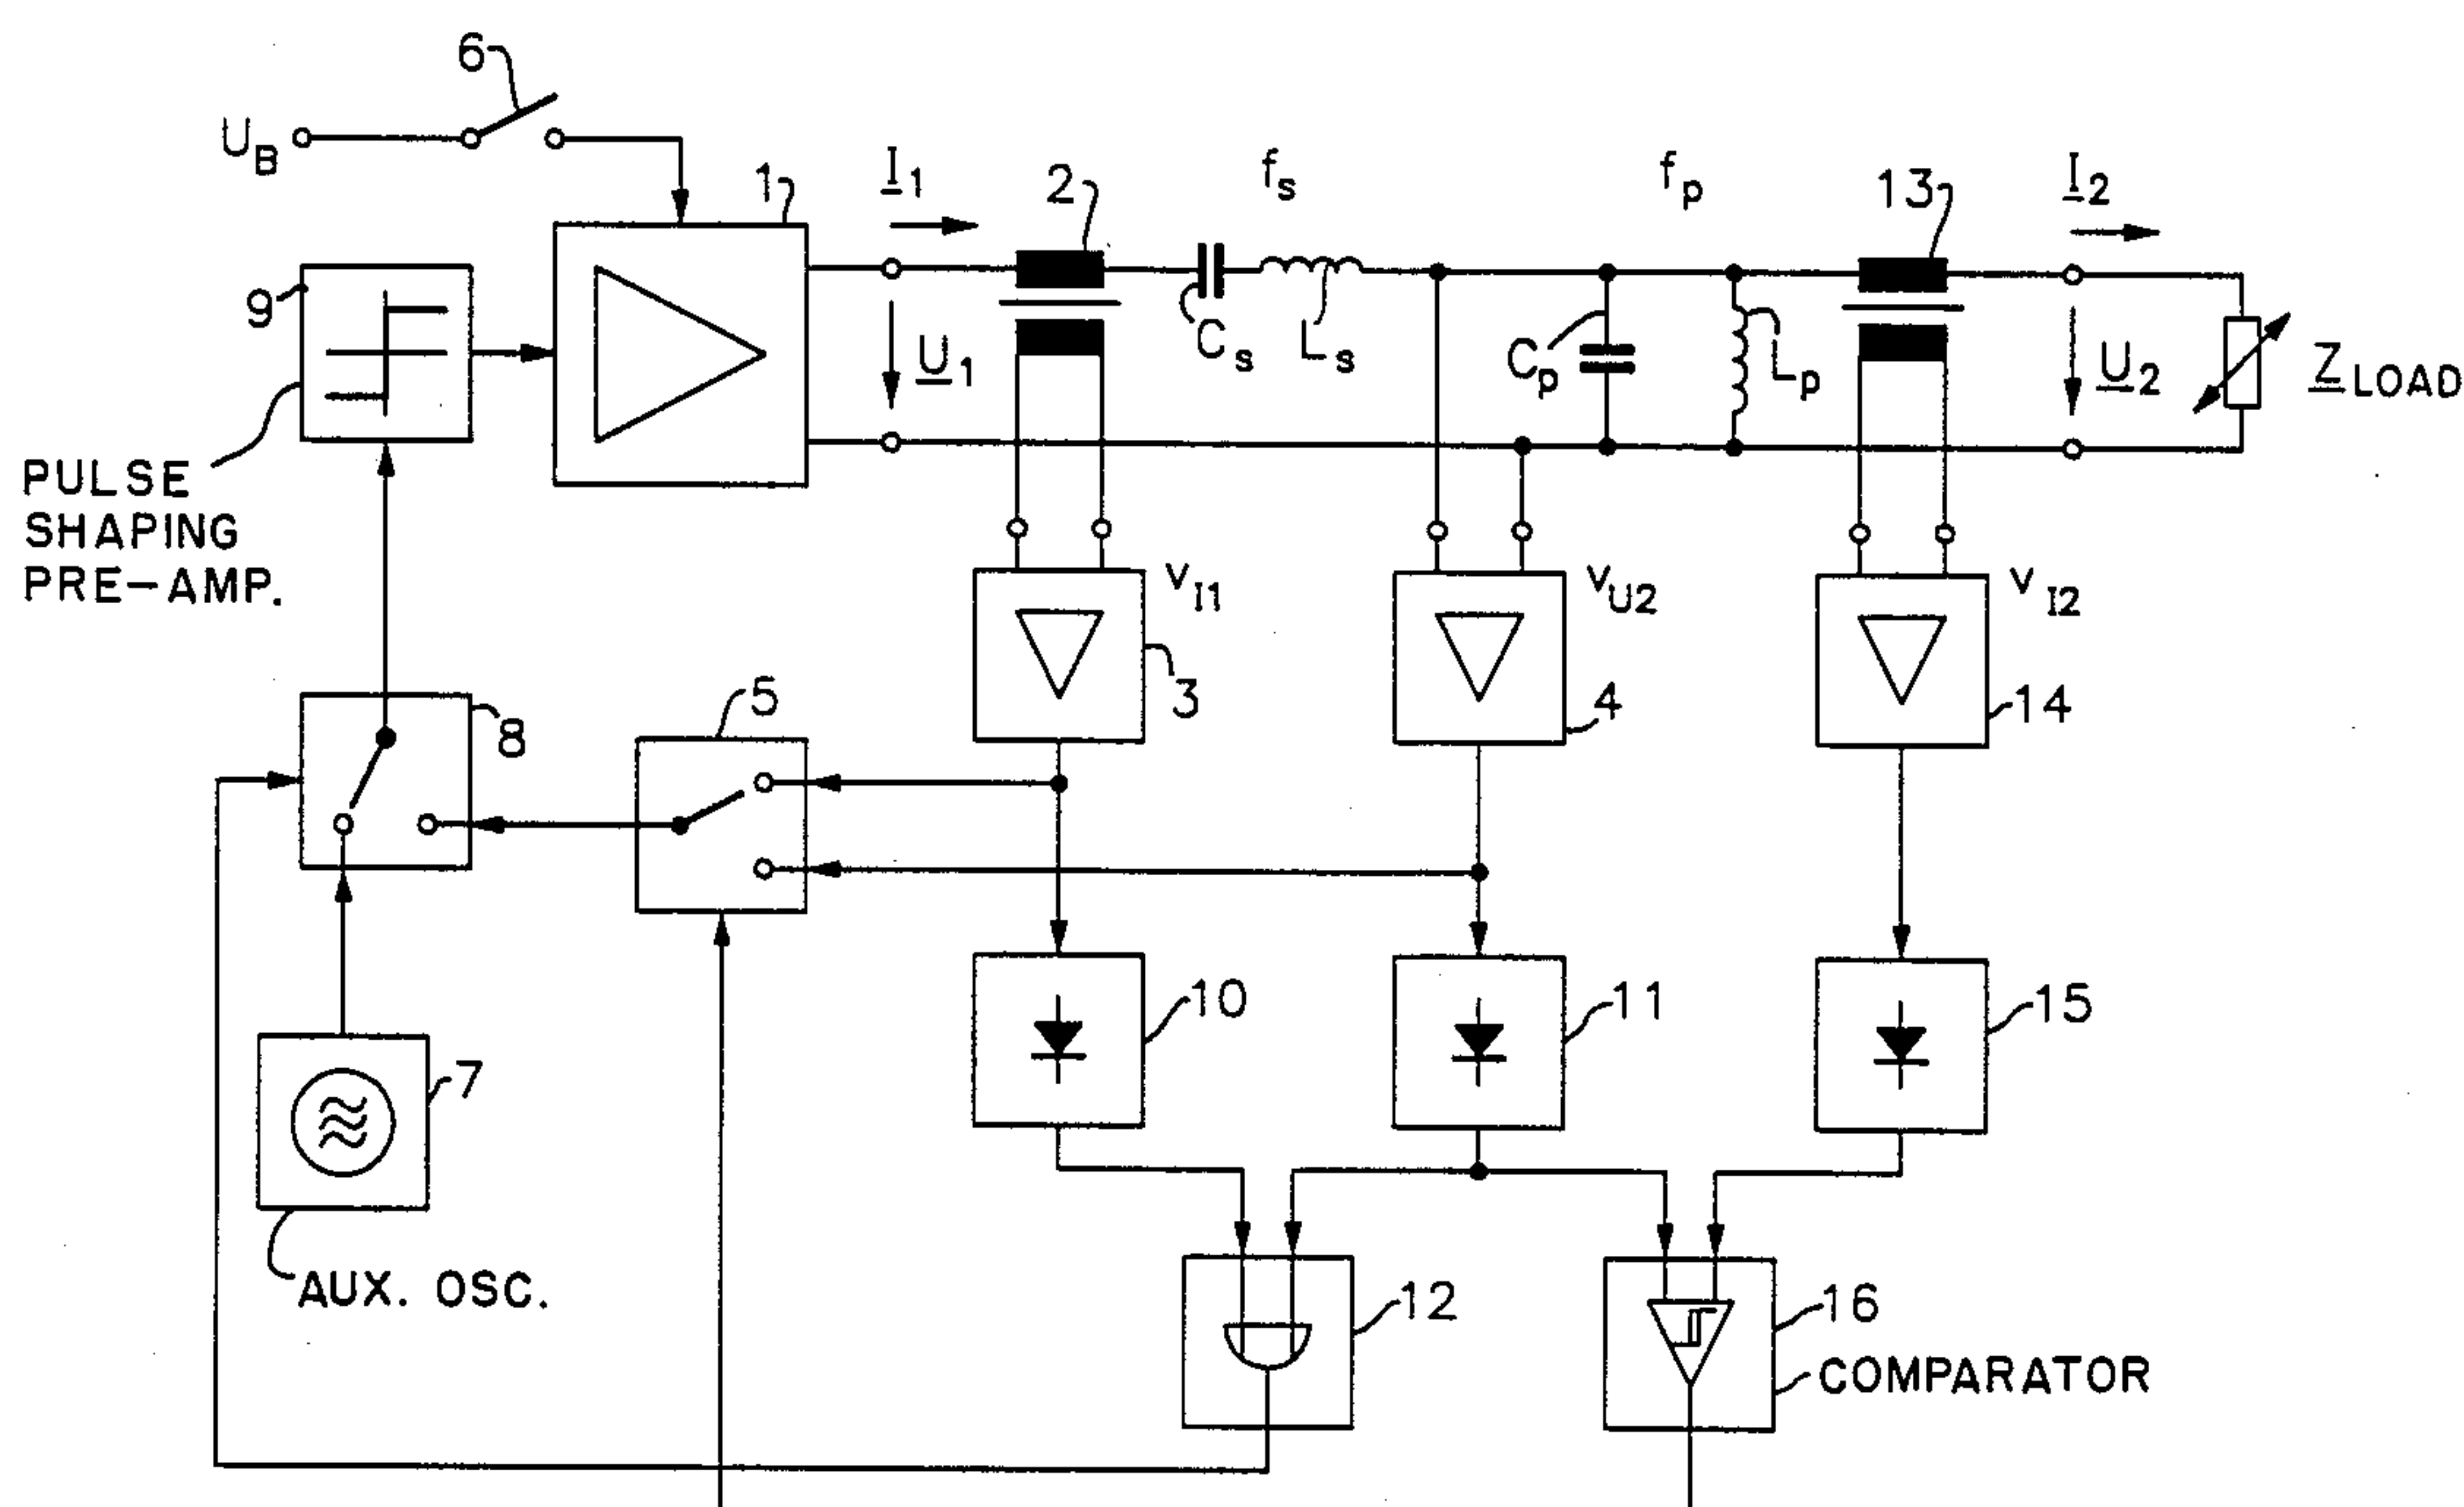 6
U_B
1
I_1
2
f_s
f_p
13
I_2
9
U_1
C_s
L_s
C_p
L_p
U_2
Z_LOAD
PULSE
SHAPING
PRE-AMP.
v_I1
v_U2
v_I2
3
4
14
8
5
10
11
15
7
AUX. OSC.
12
16
COMPARATOR